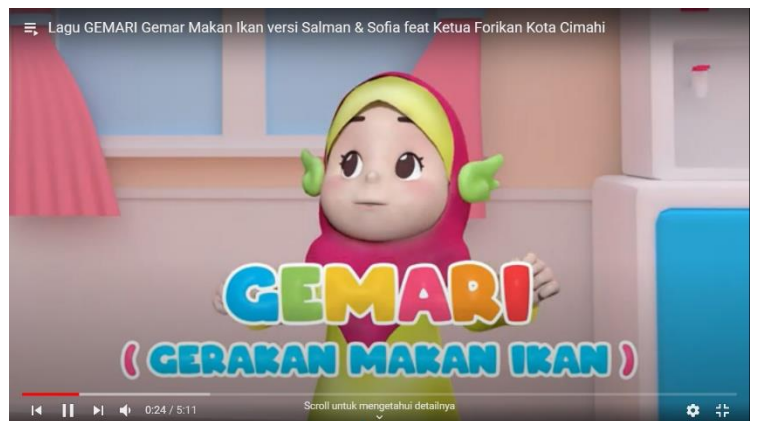 Lagu GEMARI Gemar Makan Ikan versi Salman & Sofia feat Ketua Forikan Kota Cimahi
GEMARI
( GERAKAN MAKAN IKAN )
0:24 / 5:11
Scroll untuk mengetahui detailnya